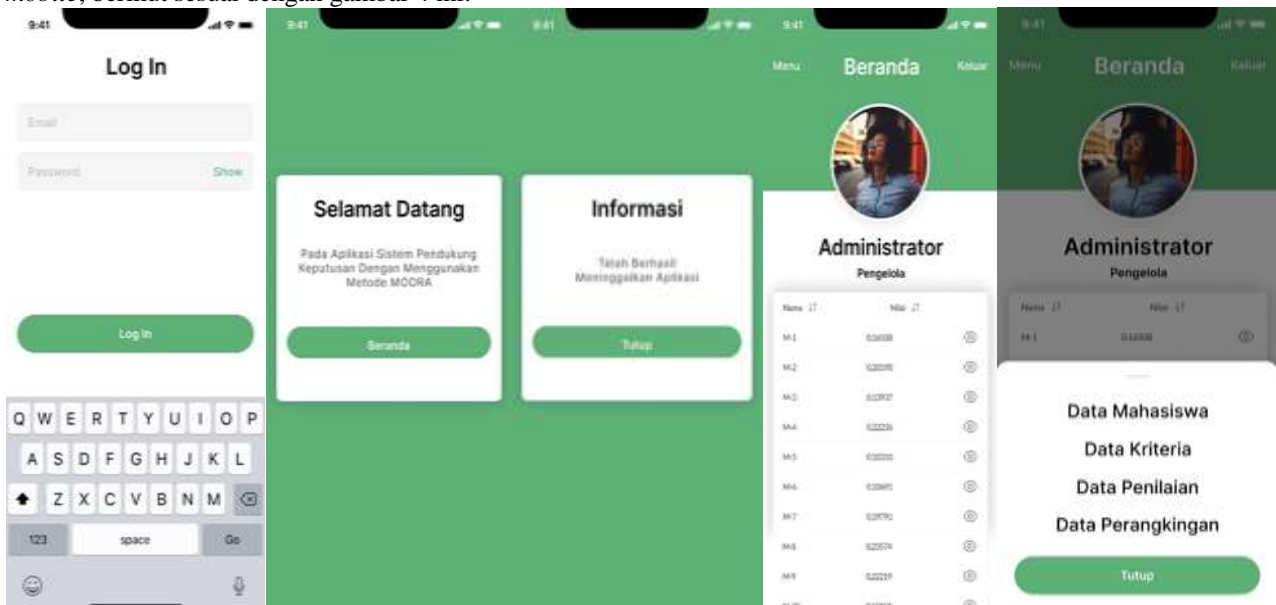 9:41
Log In
Email
Password
Show
Log In
Q W E R T Y U I O P
A S D F G H J K L
Z X C V B N M
123
space
Go
9:41
Selamat Datang
Pada Aplikasi Sistem Pendukung
Keputusan Dengan Menggunakan
Metode MOORA
Beranda
9:41
Informasi
Telah Berhasil
Meninggalkan Aplikasi
Tutup
9:41
Menu
Beranda
Keluar
Administrator
Pengelola
Nama
Nilai
M-1
M-2
M-3
M-4
M-5
M-6
M-7
M-8
M-9
9:41
Menu
Beranda
Keluar
Administrator
Pengelola
Nama
Nilai
M-1
Data Mahasiswa
Data Kriteria
Data Penilaian
Data Perangkingan
Tutup